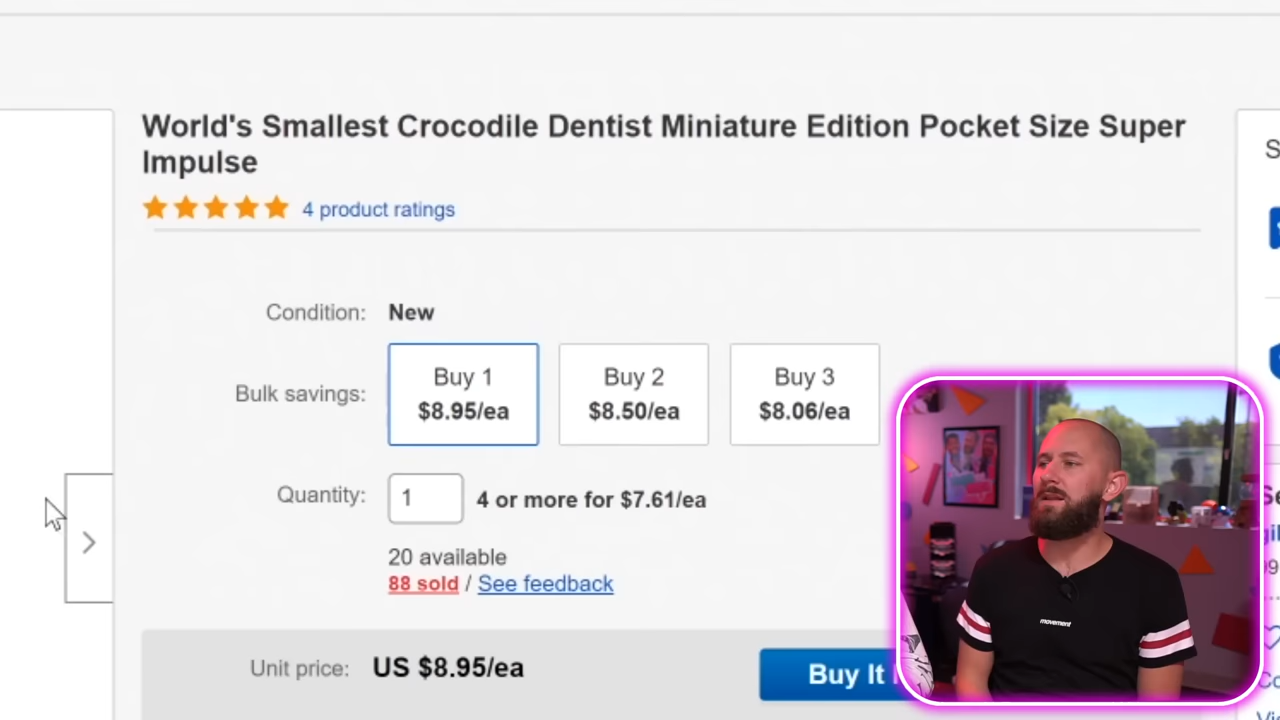 World's Smallest Crocodile Dentist Miniature Edition Pocket Size Super
Impulse
4 product ratings
Condition: New
Bulk savings:
Buy 1
$8.95/ea
Buy 2
$8.50/ea
Buy 3
$8.06/ea
Quantity: 1 4 or more for $7.61/ea
20 available
88 sold / See feedback
Unit price: US $8.95/ea
Buy It
movement